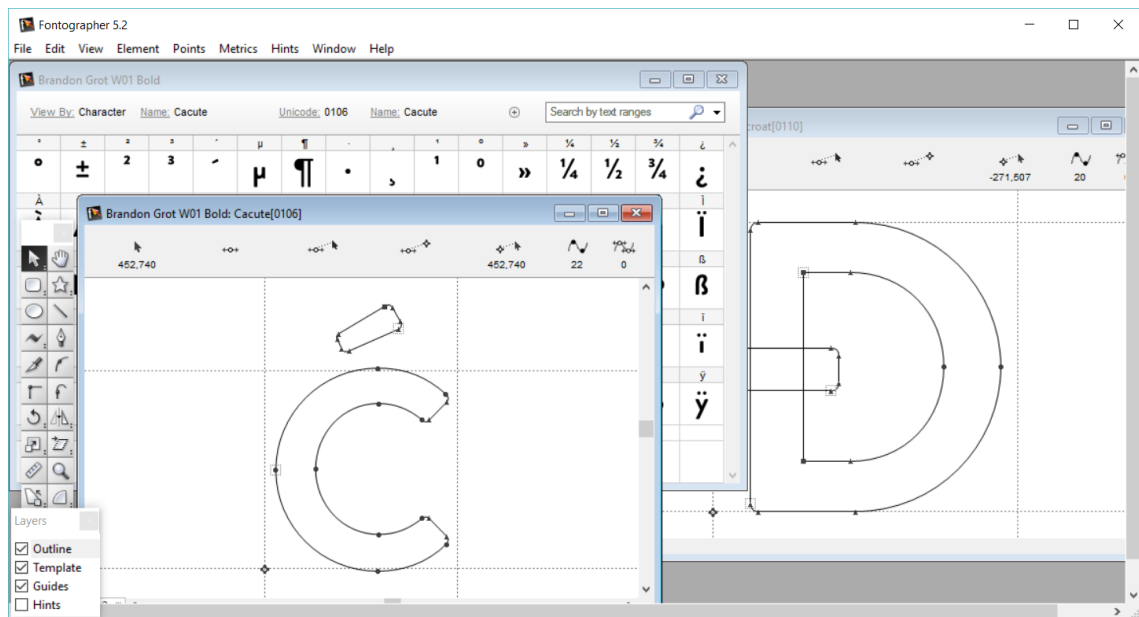 Fontographer 5.2
File Edit View Element Points Metrics Hints Window Help
Brandon Grot W01 Bold
View By: Character Name: Cacute Unicode: 0106 Name: Cacute Search by text ranges
° ± ² ³ ´ µ ¶ · ¸ ¹ º » ¼ ½ ¾ ¿
° ± ² ³ ´ µ ¶ · ¸ ¹ º » ¼ ½ ¾ ¿
À Ï
Ï
ß
ß
ï
ï
ÿ
ÿ
croat[0110]
-271,507 20
Brandon Grot W01 Bold: Cacute[0106]
452,740 452,740 22 0
Layers
Outline
Template
Guides
Hints